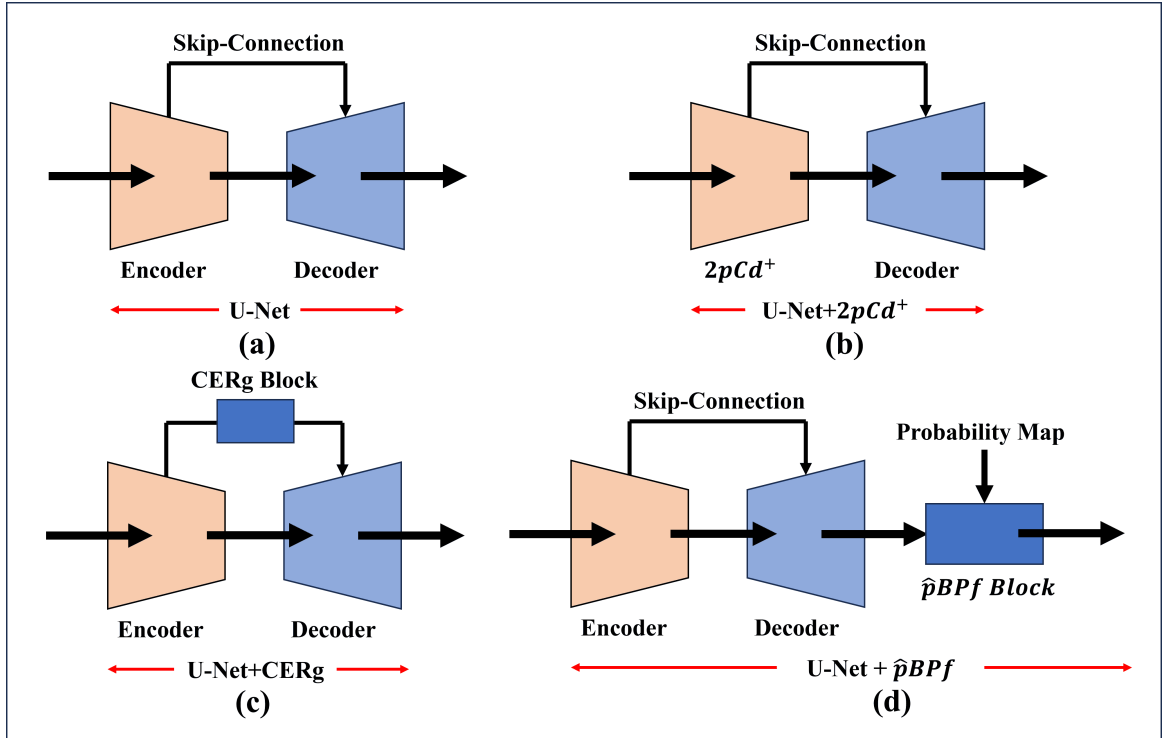 Skip-Connection
Encoder Decoder
U-Net
(a)
Skip-Connection
2pCd⁺ Decoder
U-Net+2pCd⁺
(b)
CERg Block
Encoder Decoder
U-Net+CERg
(c)
Skip-Connection
Probability Map
p̂BPf Block
Encoder Decoder
U-Net + p̂BPf
(d)